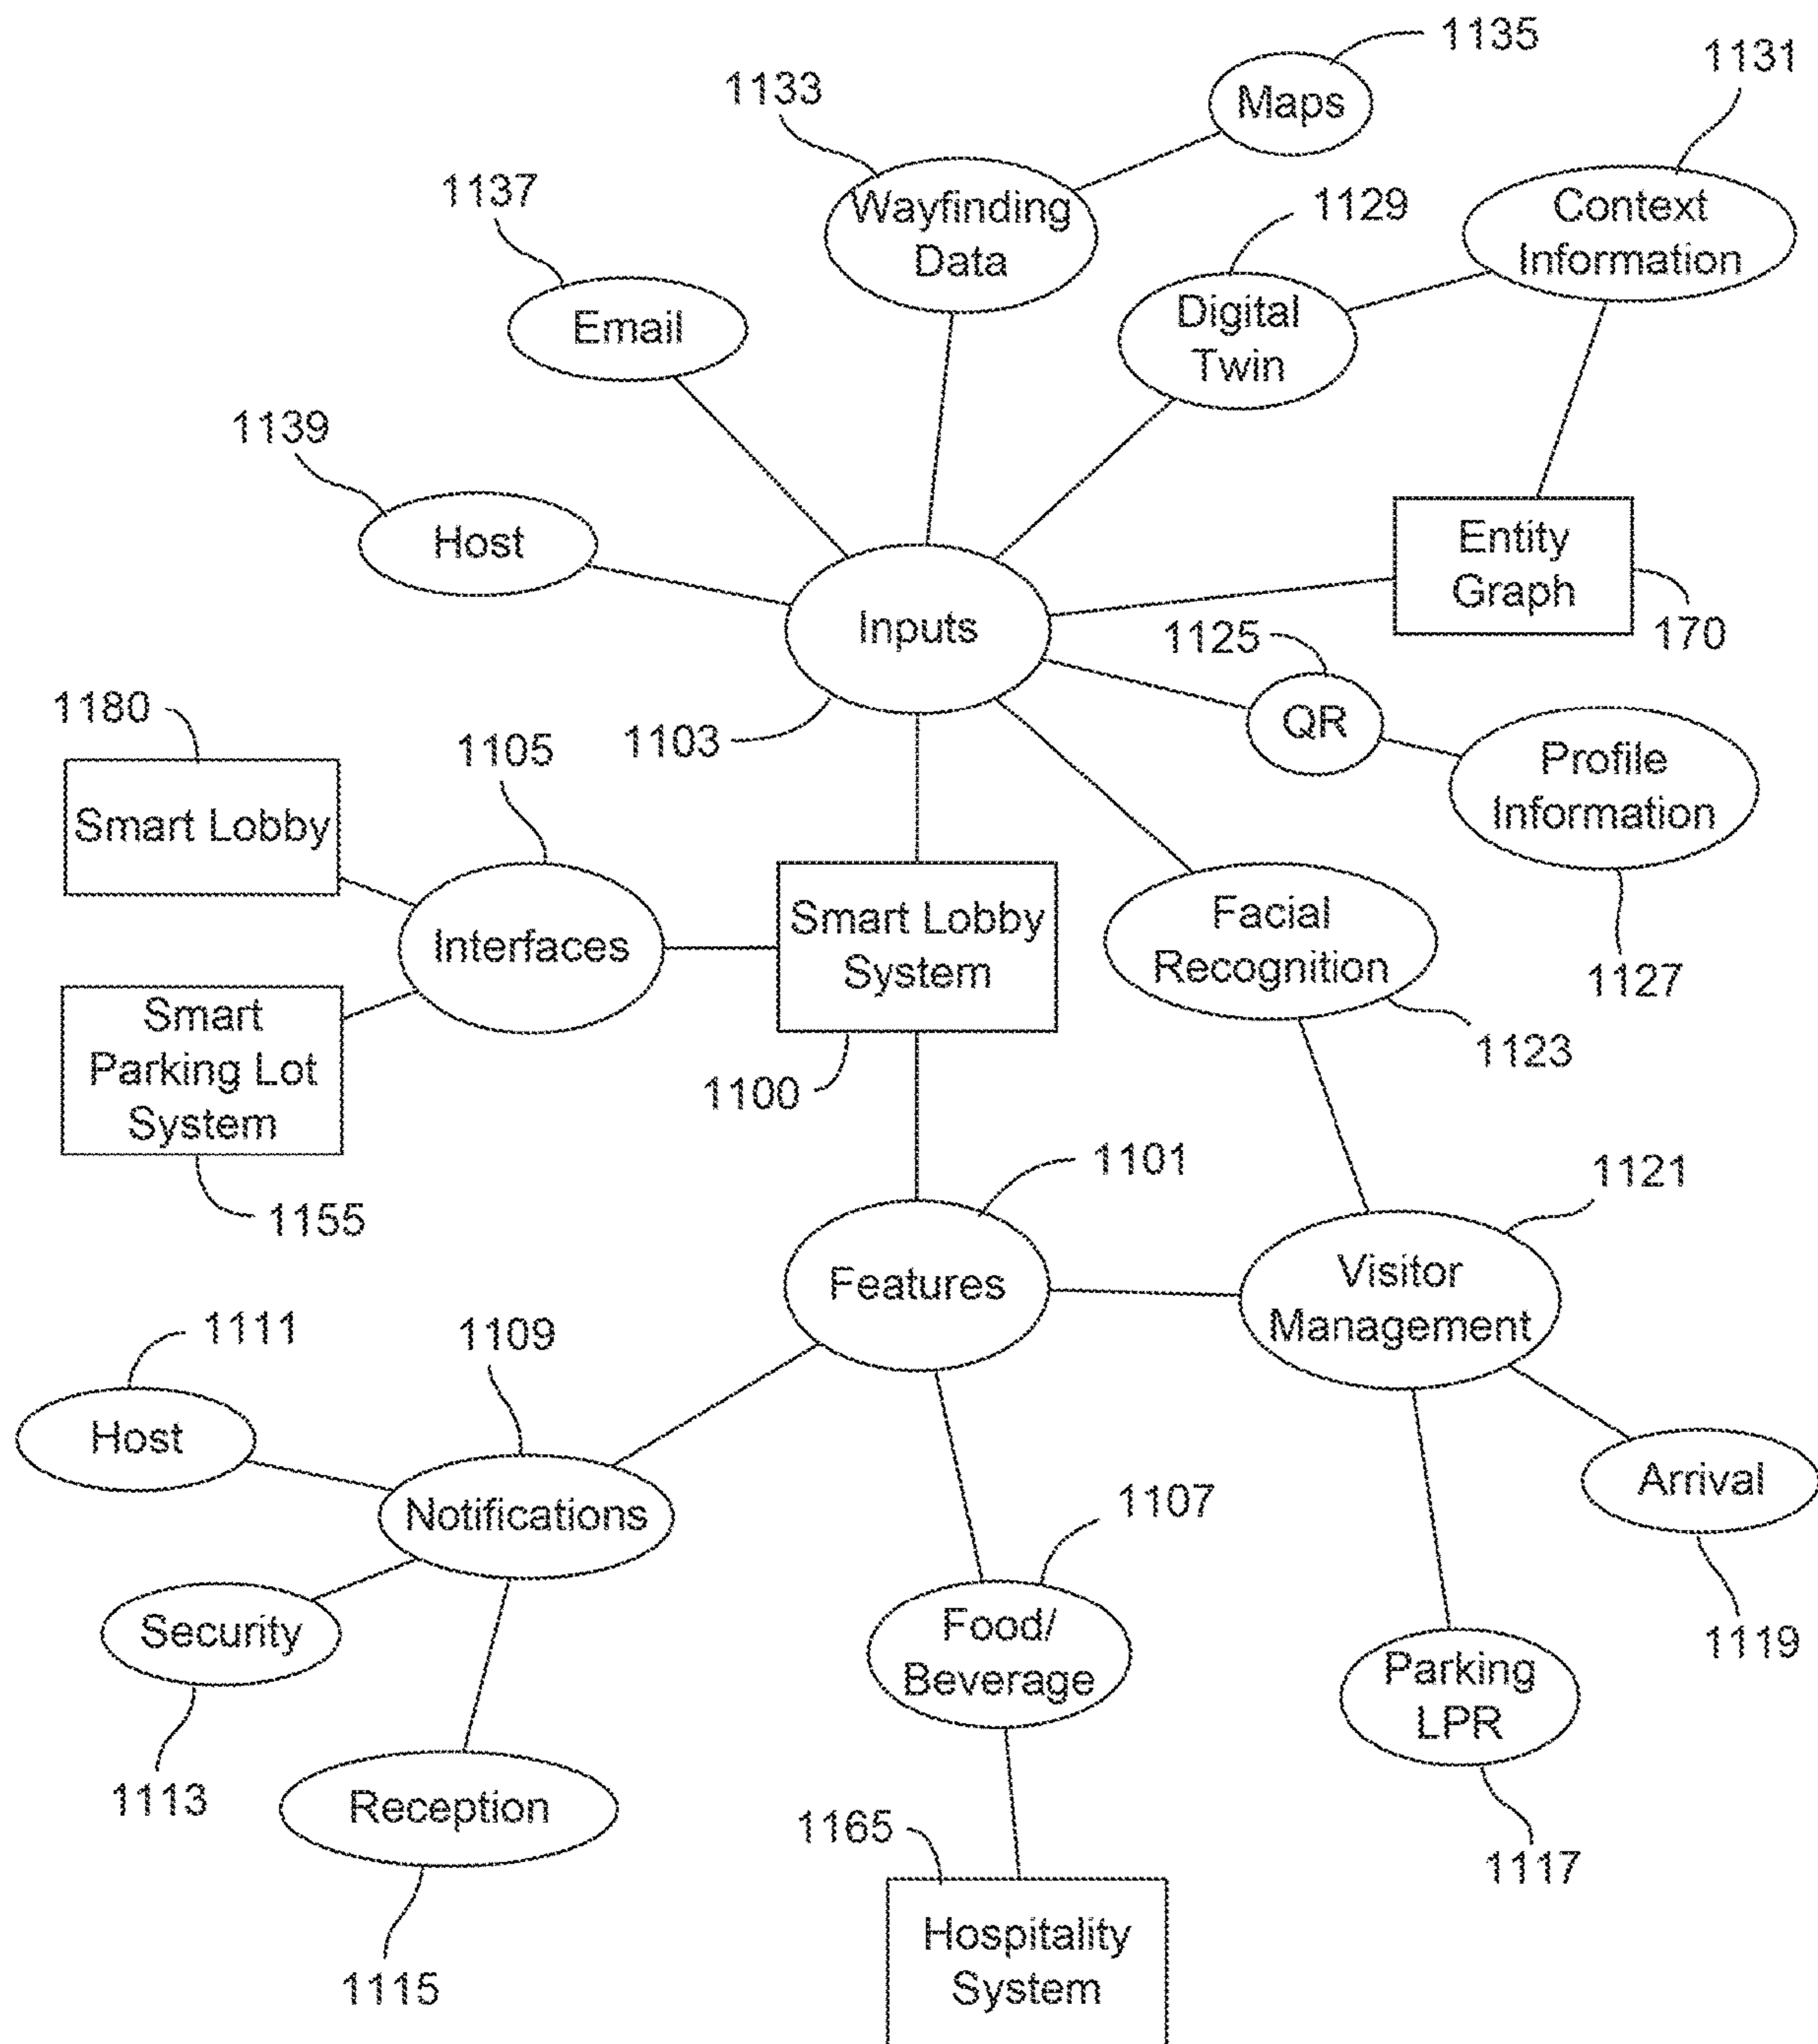 1135
1131
1133
Maps
1137
Wayfinding
Data
1129
Context
Information
Email
Digital
Twin
1139
Host
Entity
Graph
Inputs
1125
170
1180
1105
1103
QR
Profile
Information
Smart Lobby
Interfaces
Smart Lobby
System
Facial
Recognition
1127
Smart
Parking Lot
System
1123
1100
1155
1101
1121
Features
Visitor
Management
1111
1109
Host
Notifications
1107
Arrival
Security
Food/
Beverage
Parking
LPR
1119
1113
Reception
1165
1117
1115
Hospitality
System